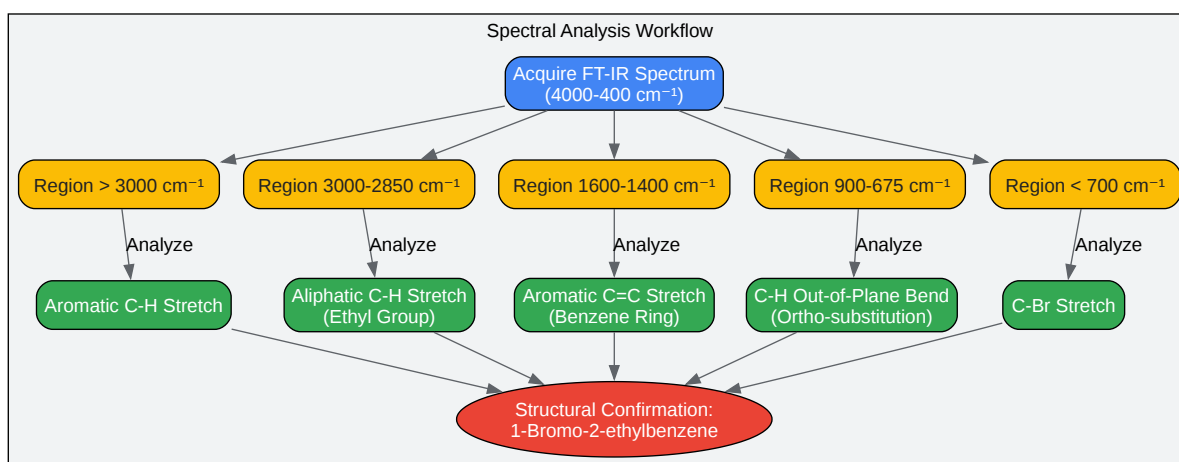 Spectral Analysis Workflow
Acquire FT-IR Spectrum
(4000-400 cm⁻¹)
Region > 3000 cm⁻¹
Region 3000-2850 cm⁻¹
Region 1600-1400 cm⁻¹
Region 900-675 cm⁻¹
Region < 700 cm⁻¹
Analyze
Analyze
Analyze
Analyze
Analyze
Aromatic C-H Stretch
Aliphatic C-H Stretch
(Ethyl Group)
Aromatic C=C Stretch
(Benzene Ring)
C-H Out-of-Plane Bend
(Ortho-substitution)
C-Br Stretch
Structural Confirmation:
1-Bromo-2-ethylbenzene